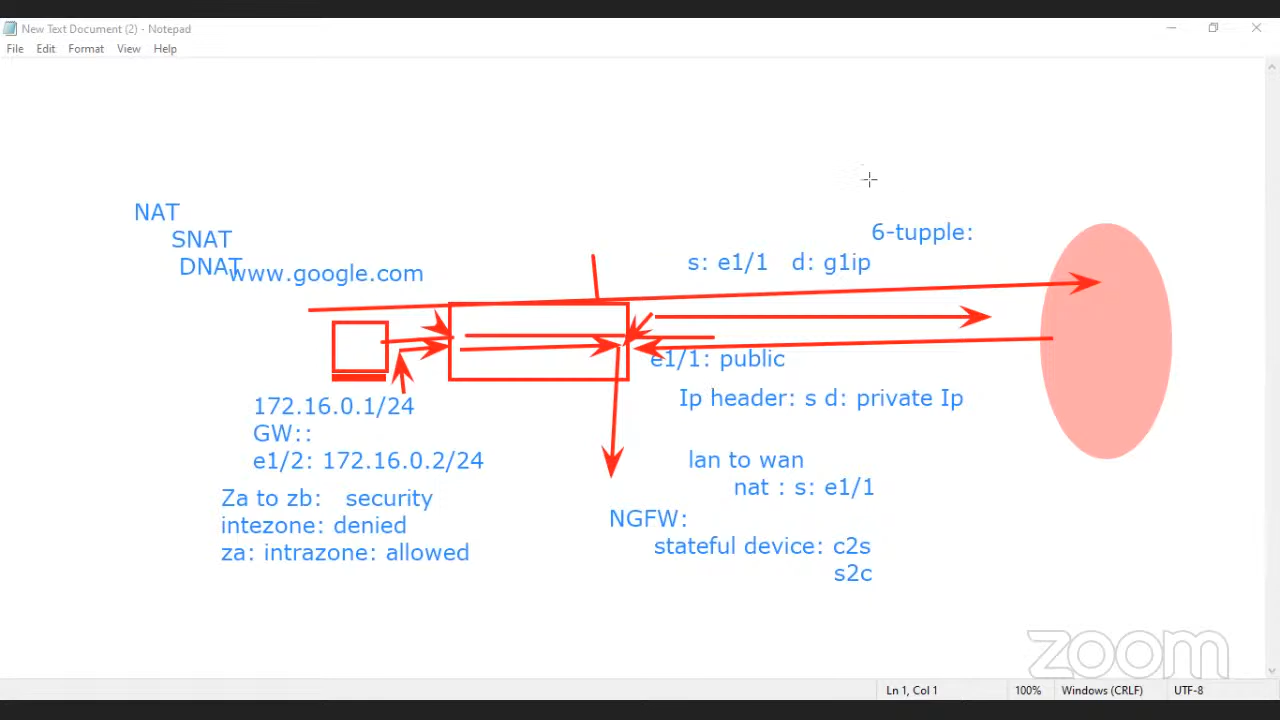 New Text Document (2) - Notepad
File Edit Format View Help
NAT
SNAT
DNAT
www.google.com
6-tupple:
s: e1/1 d: g1ip
e1/1: public
Ip header: s d: private Ip
172.16.0.1/24
GW::
e1/2: 172.16.0.2/24
lan to wan
nat : s: e1/1
Za to zb: security
intezone: denied
za: intrazone: allowed
NGFW:
stateful device: c2s
s2c
zoom
Ln 1, Col 1 100% Windows (CRLF) UTF-8